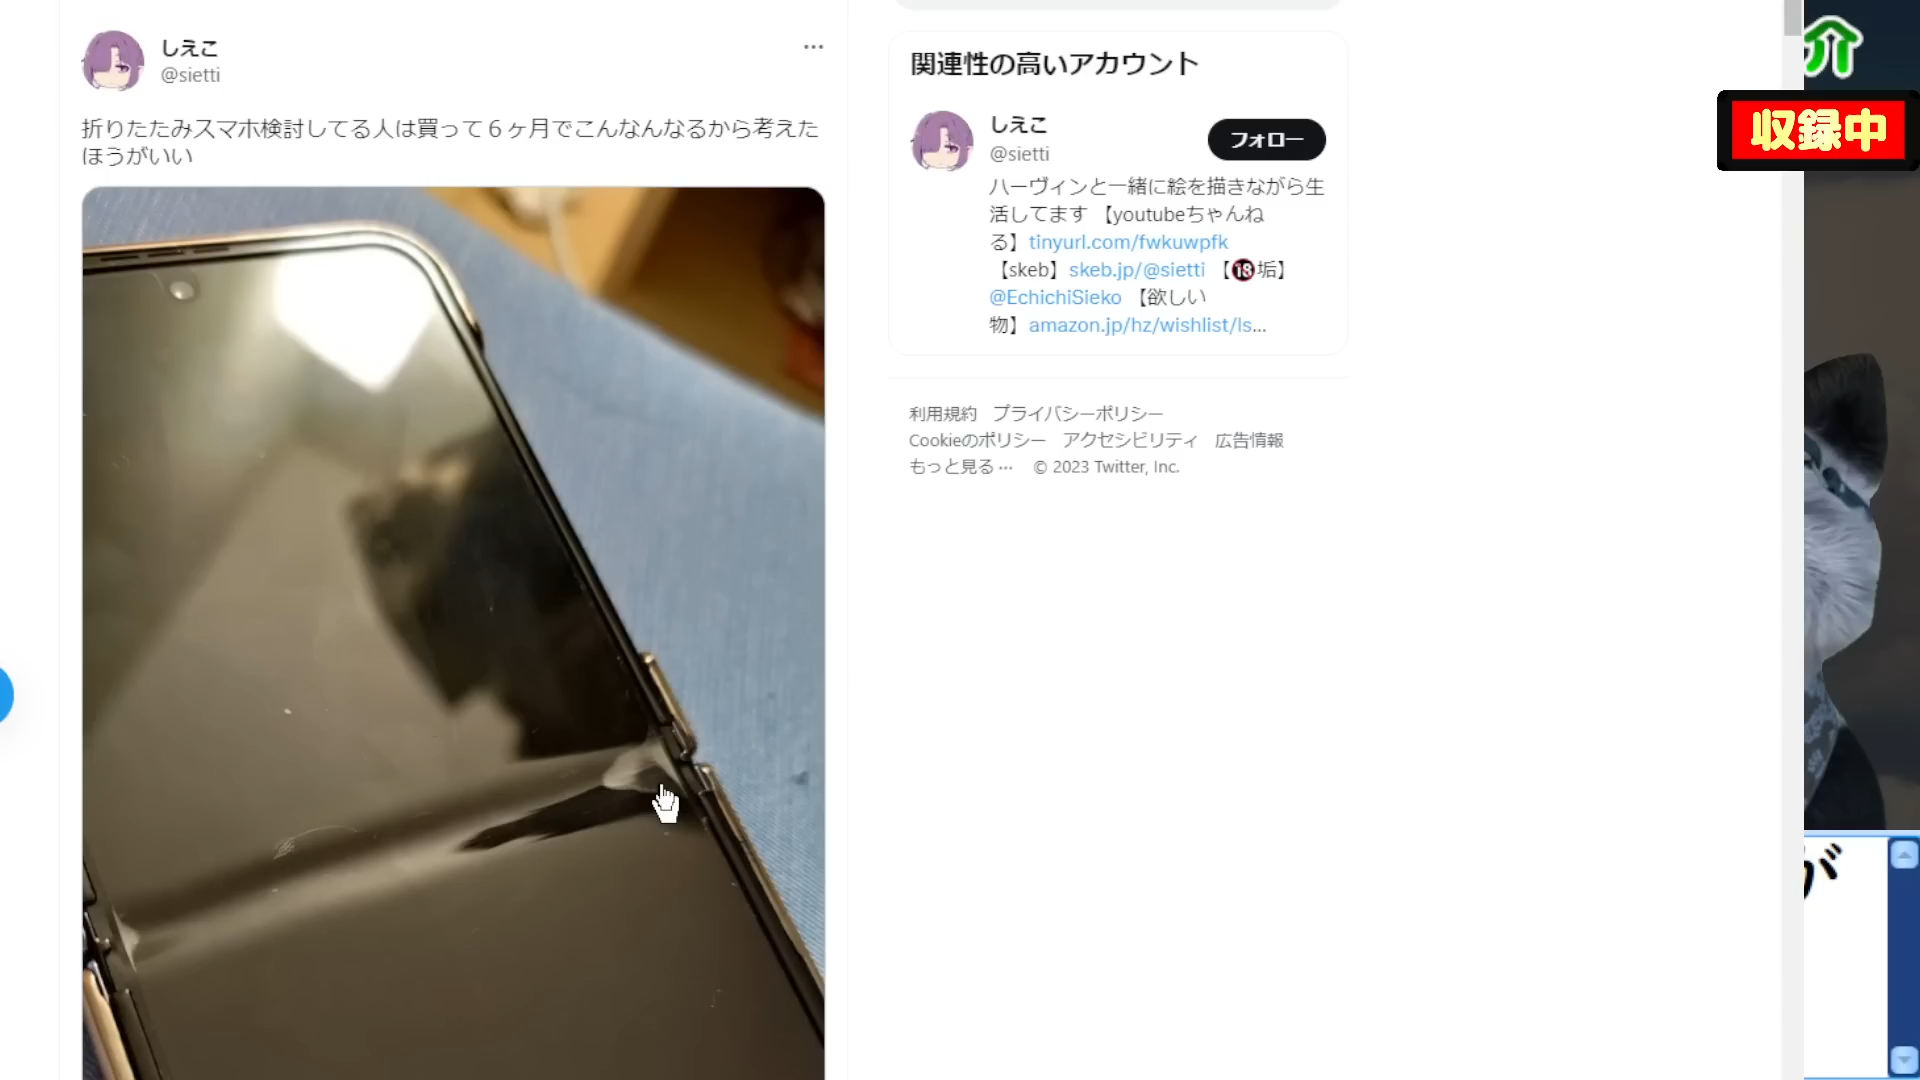 しえこ
@sietti
折りたたみスマホ検討してる人は買って６ヶ月でこんなんなるから考えた
ほうがいい
関連性の高いアカウント
しえこ
@sietti
フォロー
ハーヴィンと一緒に絵を描きながら生
活してます 【youtubeちゃんね
る】tinyurl.com/fwkuwpfk
【skeb】skeb.jp/@sietti 【🔞垢】
@EchichiSieko 【欲しい
物】amazon.jp/hz/wishlist/ls…
利用規約 プライバシーポリシー
Cookieのポリシー アクセシビリティ 広告情報
もっと見る … © 2023 Twitter, Inc.
介
収録中
が